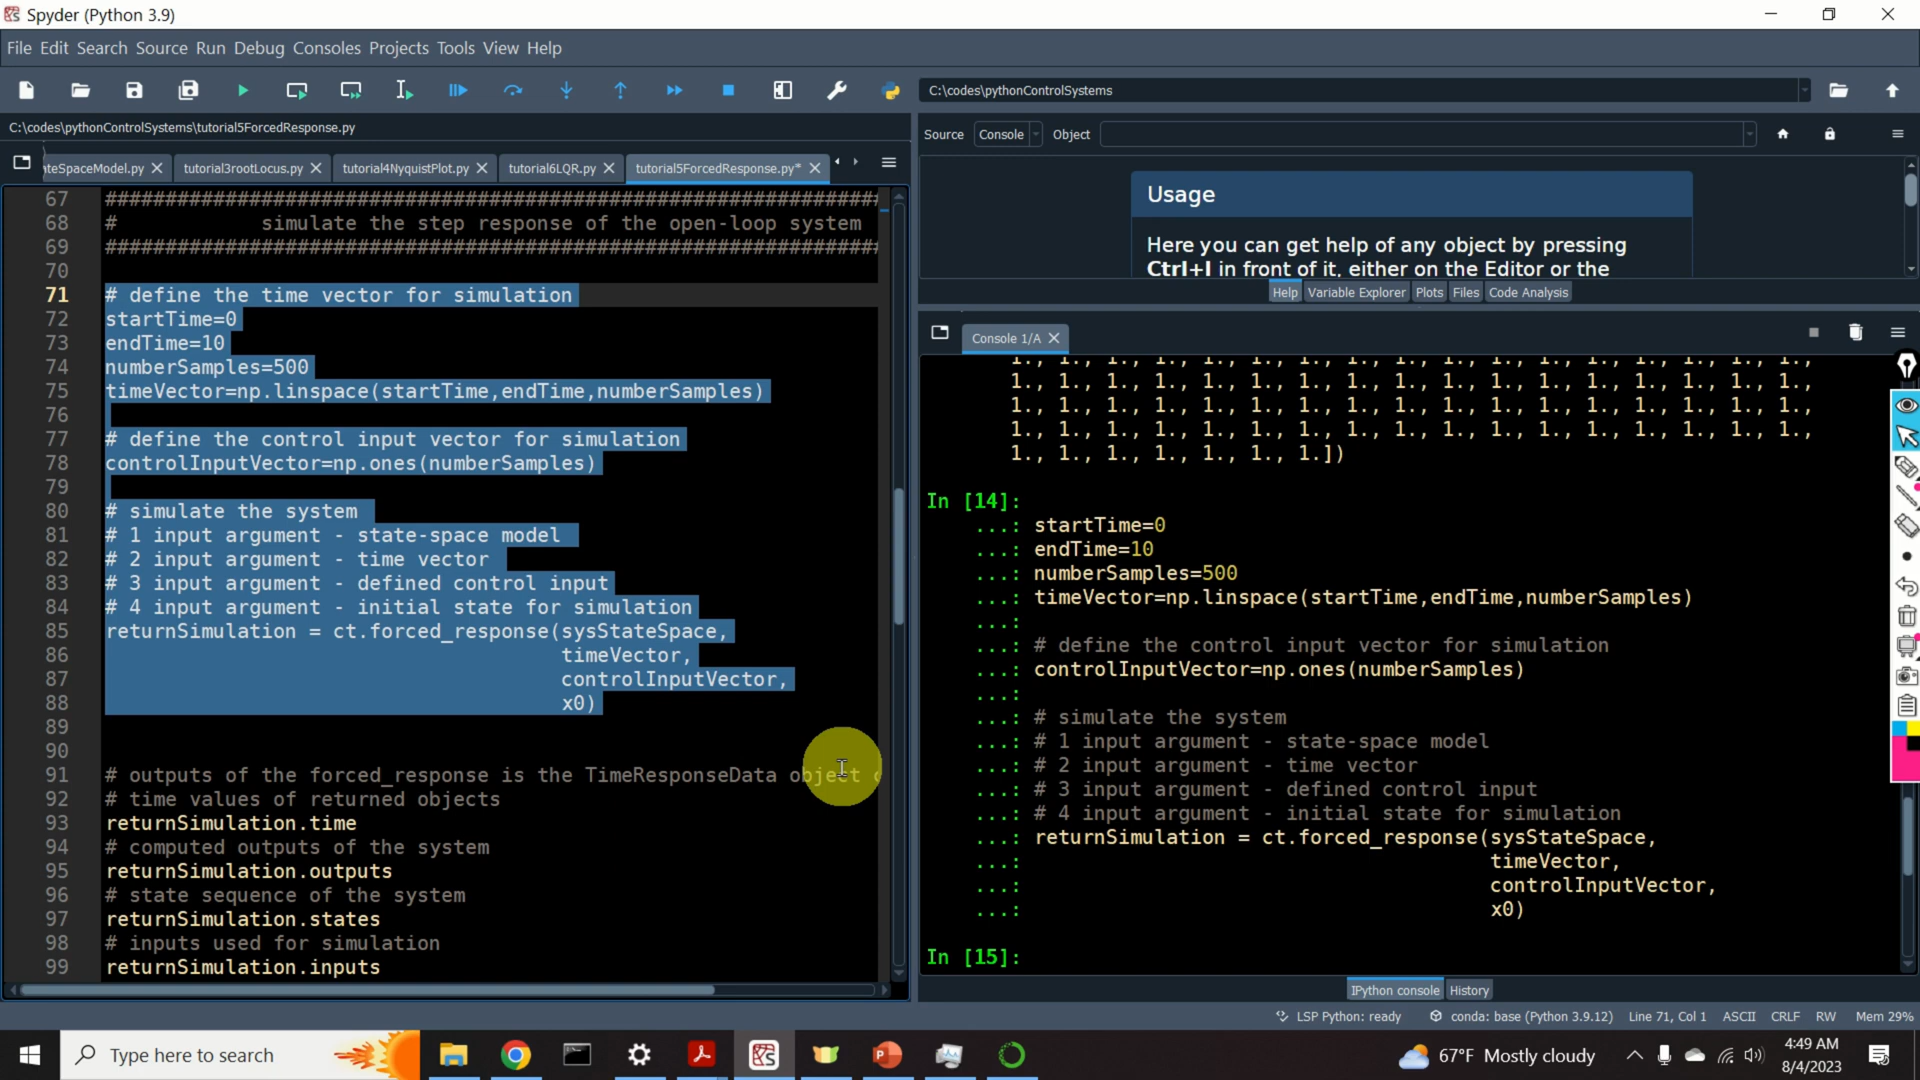 Spyder (Python 3.9)
File Edit Search Source Run Debug Consoles Projects Tools View Help
C:\codes\pythonControlSystems
C:\codes\pythonControlSystems\tutorial5ForcedResponse.py
Source Console Object
teSpaceModel.py tutorial3rootLocus.py tutorial4NyquistPlot.py tutorial6LQR.py tutorial5ForcedResponse.py*
67 ################################################################
68 # simulate the step response of the open-loop system
69 ################################################################
70
71 # define the time vector for simulation
72 startTime=0
73 endTime=10
74 numberSamples=500
75 timeVector=np.linspace(startTime,endTime,numberSamples)
76
77 # define the control input vector for simulation
78 controlInputVector=np.ones(numberSamples)
79
80 # simulate the system
81 # 1 input argument - state-space model
82 # 2 input argument - time vector
83 # 3 input argument - defined control input
84 # 4 input argument - initial state for simulation
85 returnSimulation = ct.forced_response(sysStateSpace,
86 timeVector,
87 controlInputVector,
88 x0)
89
90
91 # outputs of the forced_response is the TimeResponseData object
92 # time values of returned objects
93 returnSimulation.time
94 # computed outputs of the system
95 returnSimulation.outputs
96 # state sequence of the system
97 returnSimulation.states
98 # inputs used for simulation
99 returnSimulation.inputs
Usage
Here you can get help of any object by pressing
Ctrl+I in front of it, either on the Editor or the
Help Variable Explorer Plots Files Code Analysis
Console 1/A
1., 1., 1., 1., 1., 1., 1., 1., 1., 1., 1., 1., 1., 1., 1., 1., 1.,
1., 1., 1., 1., 1., 1., 1., 1., 1., 1., 1., 1., 1., 1., 1., 1., 1.,
1., 1., 1., 1., 1., 1., 1., 1., 1., 1., 1., 1., 1., 1., 1., 1., 1.,
1., 1., 1., 1., 1., 1., 1., 1., 1., 1., 1., 1., 1., 1., 1., 1., 1.,
1., 1., 1., 1., 1., 1., 1.])
In [14]:
...: startTime=0
...: endTime=10
...: numberSamples=500
...: timeVector=np.linspace(startTime,endTime,numberSamples)
...:
...: # define the control input vector for simulation
...: controlInputVector=np.ones(numberSamples)
...:
...: # simulate the system
...: # 1 input argument - state-space model
...: # 2 input argument - time vector
...: # 3 input argument - defined control input
...: # 4 input argument - initial state for simulation
...: returnSimulation = ct.forced_response(sysStateSpace,
...: timeVector,
...: controlInputVector,
...: x0)
In [15]:
IPython console History
LSP Python: ready conda: base (Python 3.9.12) Line 71, Col 1 ASCII CRLF RW Mem 29%
Type here to search
67°F Mostly cloudy
4:49 AM
8/4/2023